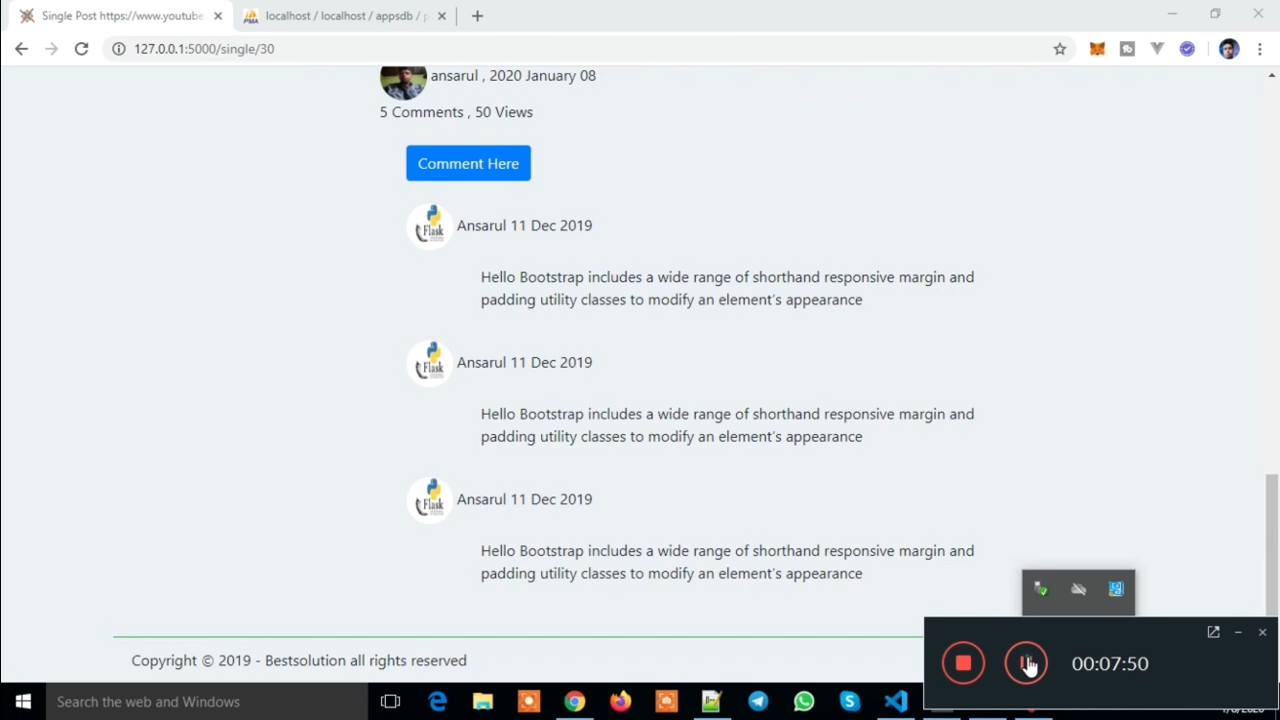 Single Post https://www.youtube
localhost / localhost / appsdb / p
127.0.0.1:5000/single/30
ansarul , 2020 January 08
5 Comments , 50 Views
Comment Here
Flask
Ansarul 11 Dec 2019
Hello Bootstrap includes a wide range of shorthand responsive margin and
padding utility classes to modify an element's appearance
Flask
Ansarul 11 Dec 2019
Hello Bootstrap includes a wide range of shorthand responsive margin and
padding utility classes to modify an element's appearance
Flask
Ansarul 11 Dec 2019
Hello Bootstrap includes a wide range of shorthand responsive margin and
padding utility classes to modify an element's appearance
Copyright © 2019 - Bestsolution all rights reserved
00:07:50
Search the web and Windows